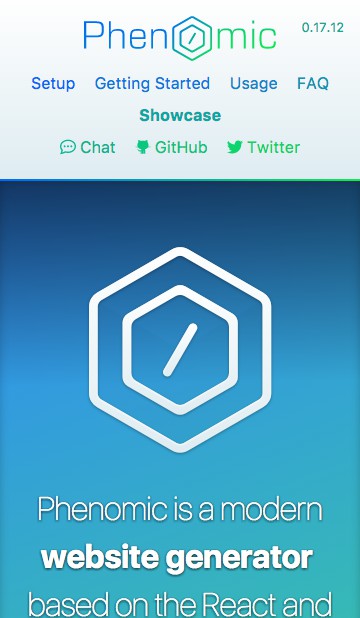 Phenomic
0.17.12
Setup Getting Started Usage FAQ
Showcase
Chat GitHub Twitter
Phenomic is a modern
website generator
based on the React and